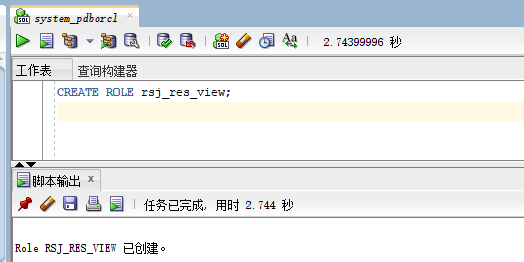 system_pdborcl
SQL
2.74399996 秒
工作表 查询构建器
CREATE ROLE rsj_res_view;
脚本输出 x
任务已完成, 用时 2.744 秒
Role RSJ_RES_VIEW 已创建。